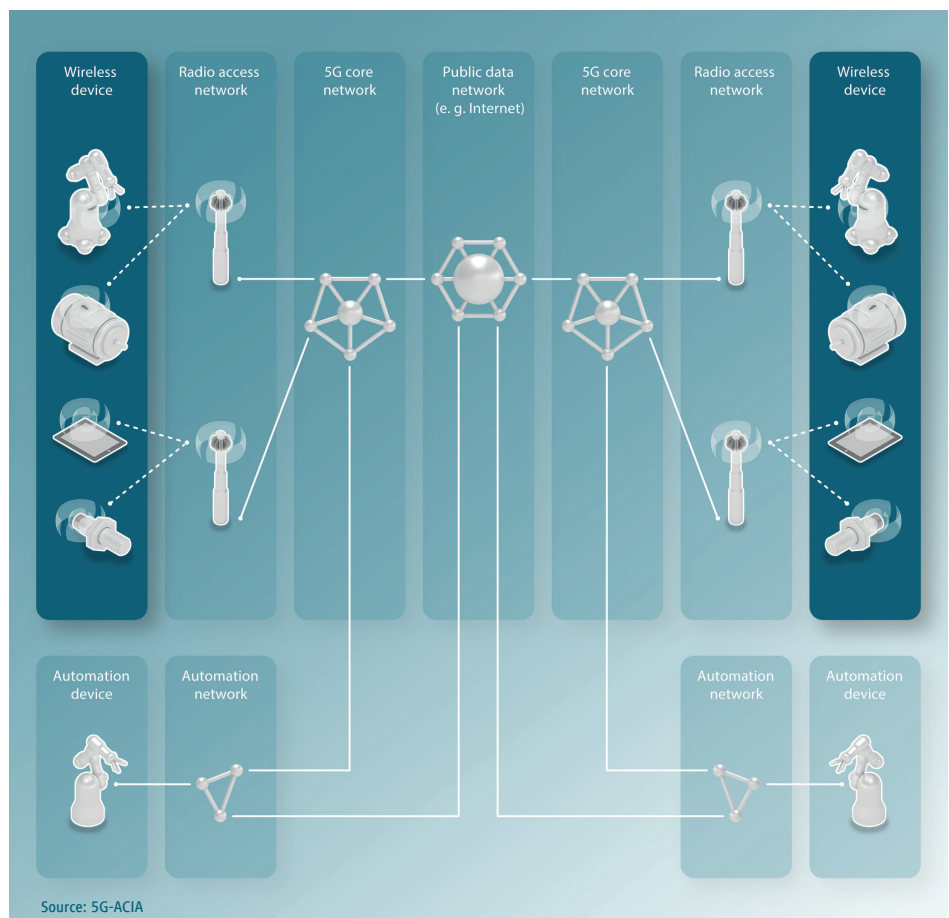 Wireless
device
Radio access
network
5G core
network
Public data
network
(e. g. Internet)
5G core
network
Radio access
network
Wireless
device
Automation
device
Automation
network
Automation
network
Automation
device
Source: 5G-ACIA